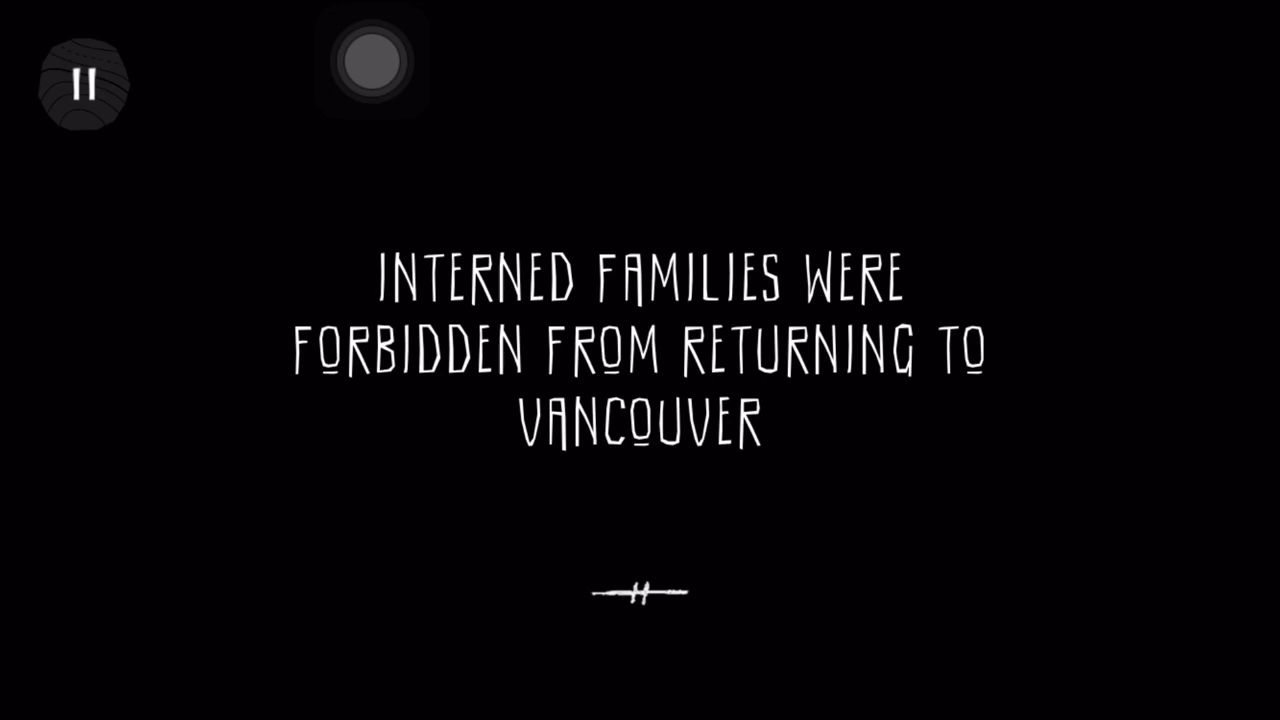 INTERNED FAMILIES WERE
FORBIDDEN FROM RETURNING TO
VANCOUVER